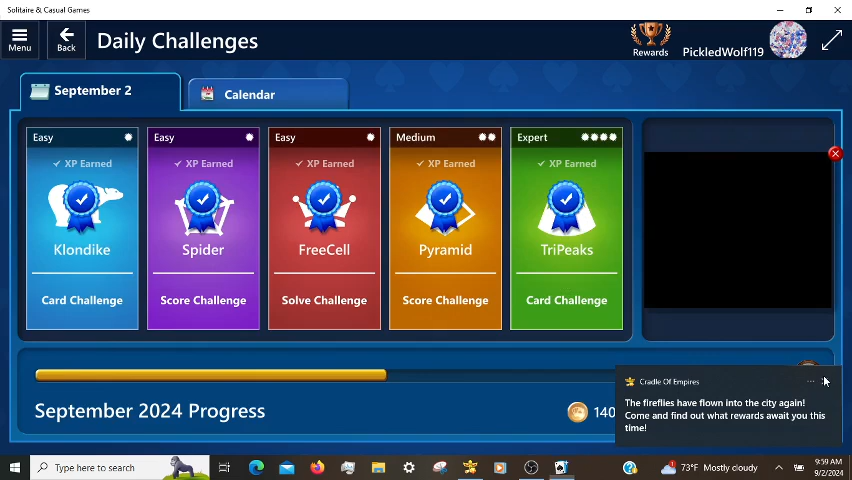 Solitaire & Casual Games
Menu
Back
Daily Challenges
Rewards
PickledWolf119
September 2
Calendar
Easy
XP Earned
Klondike
Card Challenge
Easy
XP Earned
Spider
Score Challenge
Easy
XP Earned
FreeCell
Solve Challenge
Medium
XP Earned
Pyramid
Score Challenge
Expert
XP Earned
TriPeaks
Card Challenge
September 2024 Progress
140
Cradle Of Empires
The fireflies have flown into the city again!
Come and find out what rewards await you this
time!
Type here to search
73°F Mostly cloudy
9:59 AM
9/2/2024